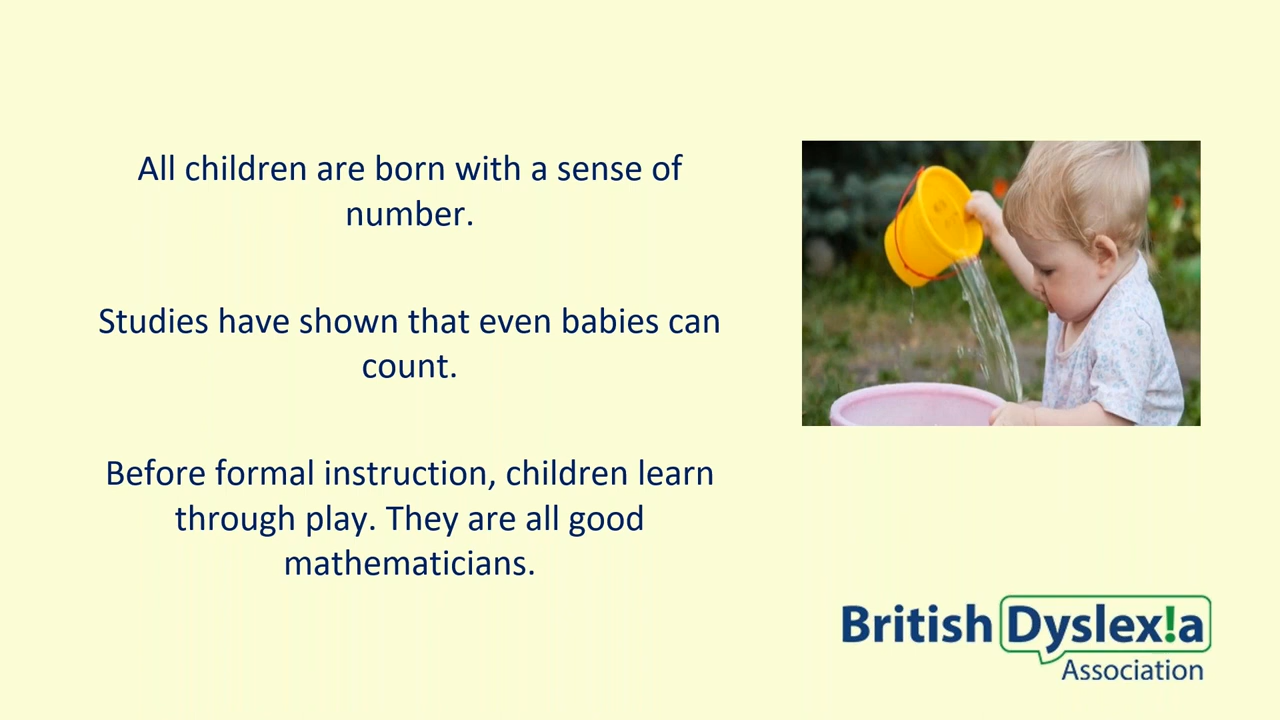 All children are born with a sense of
number.
Studies have shown that even babies can
count.
Before formal instruction, children learn
through play. They are all good
mathematicians.
British Dyslex!a
Association